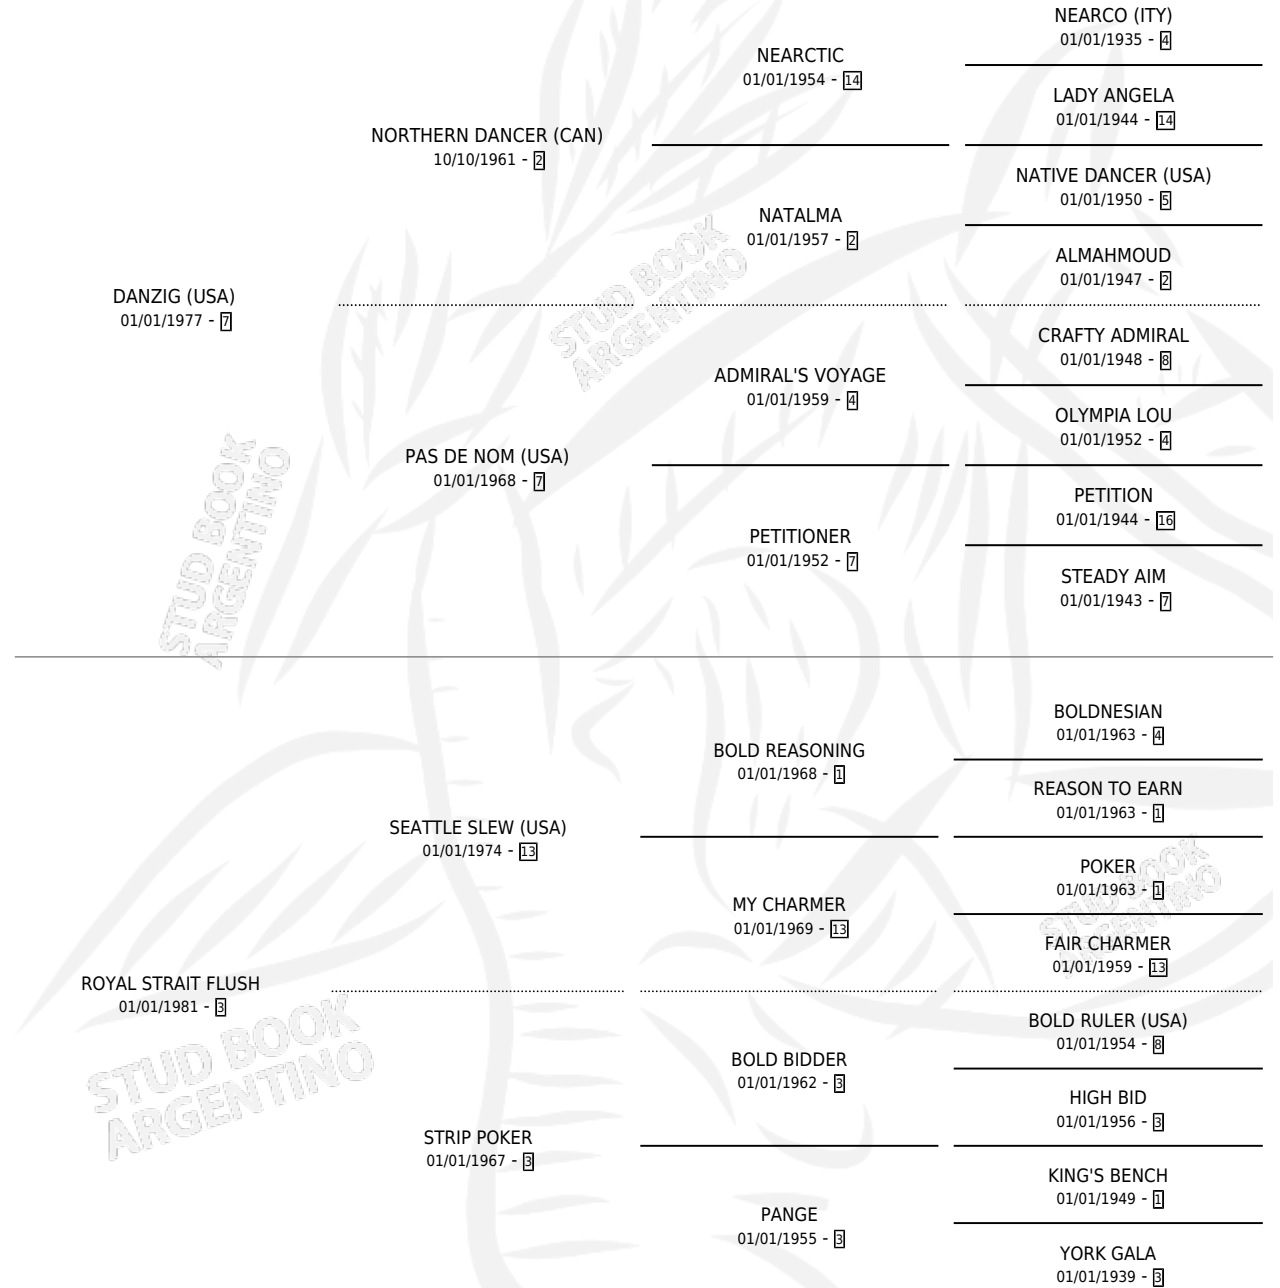 NEARCO (ITY)
01/01/1935 - 4
NEARCTIC
01/01/1954 - 14
LADY ANGELA
01/01/1944 - 14
NORTHERN DANCER (CAN)
10/10/1961 - 2
NATIVE DANCER (USA)
01/01/1950 - 5
NATALMA
01/01/1957 - 2
ALMAHMOUD
01/01/1947 - 2
DANZIG (USA)
01/01/1977 - 7
CRAFTY ADMIRAL
01/01/1948 - 8
ADMIRAL'S VOYAGE
01/01/1959 - 4
OLYMPIA LOU
01/01/1952 - 4
PAS DE NOM (USA)
01/01/1968 - 7
PETITION
01/01/1944 - 16
PETITIONER
01/01/1952 - 7
STEADY AIM
01/01/1943 - 7
BOLDNESIAN
01/01/1963 - 4
BOLD REASONING
01/01/1968 - 1
REASON TO EARN
01/01/1963 - 1
SEATTLE SLEW (USA)
01/01/1974 - 13
POKER
01/01/1963 - 1
MY CHARMER
01/01/1969 - 13
FAIR CHARMER
01/01/1959 - 13
ROYAL STRAIT FLUSH
01/01/1981 - 3
BOLD RULER (USA)
01/01/1954 - 8
BOLD BIDDER
01/01/1962 - 3
HIGH BID
01/01/1956 - 3
STRIP POKER
01/01/1967 - 3
KING'S BENCH
01/01/1949 - 1
PANGE
01/01/1955 - 3
YORK GALA
01/01/1939 - 3
STUD BOOK
ARGENTINO
STUD BOOK
ARGENTINO
STUD BOOK
ARGENTINO
STUD BOOK
ARGENTINO